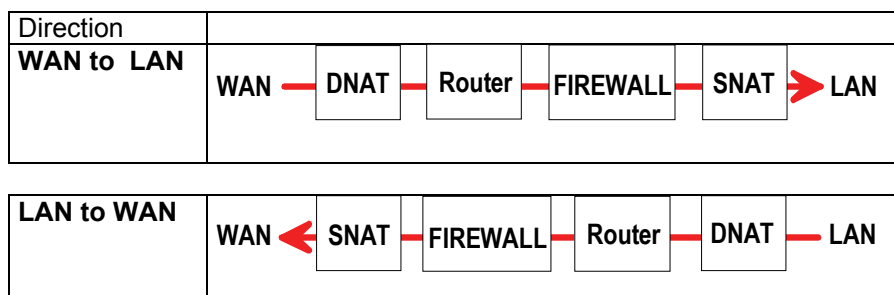 Direction
WAN to LAN
WAN DNAT Router FIREWALL SNAT LAN
LAN to WAN
WAN SNAT FIREWALL Router DNAT LAN